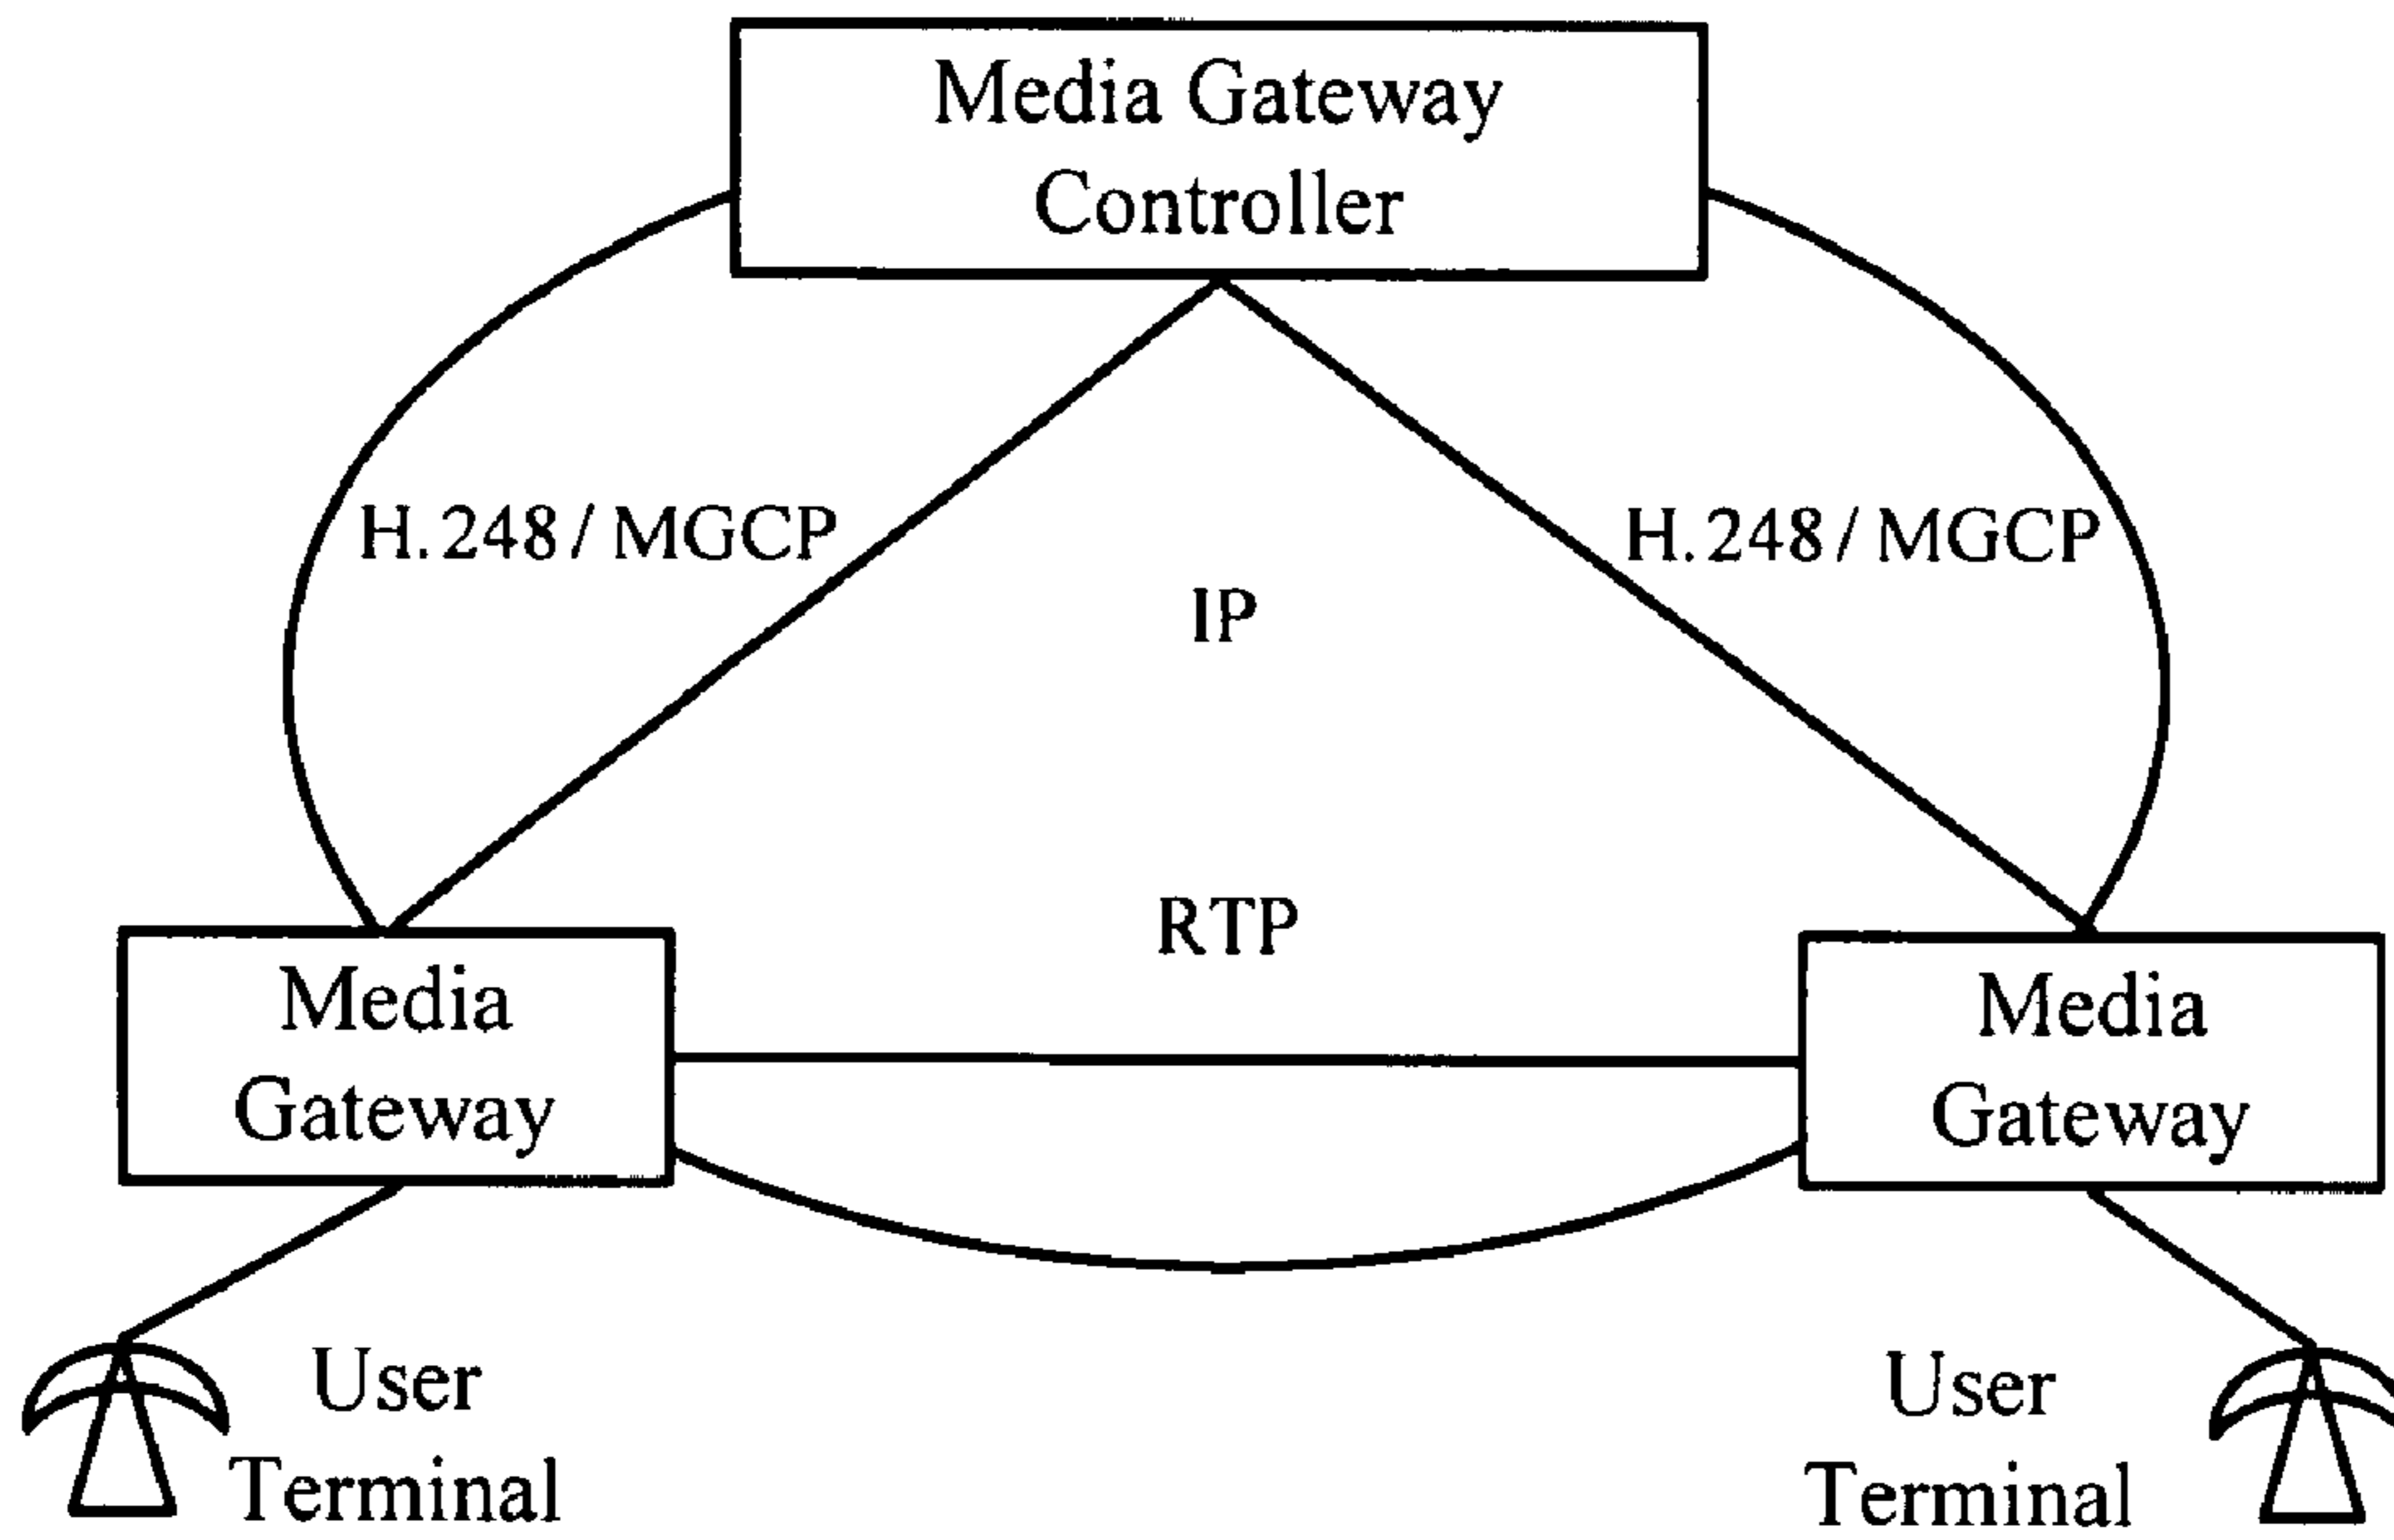 Media Gateway
Controller
H.248 / MGCP
H.248 / MGCP
IP
RTP
Media
Gateway
Media
Gateway
User
Terminal
User
Terminal